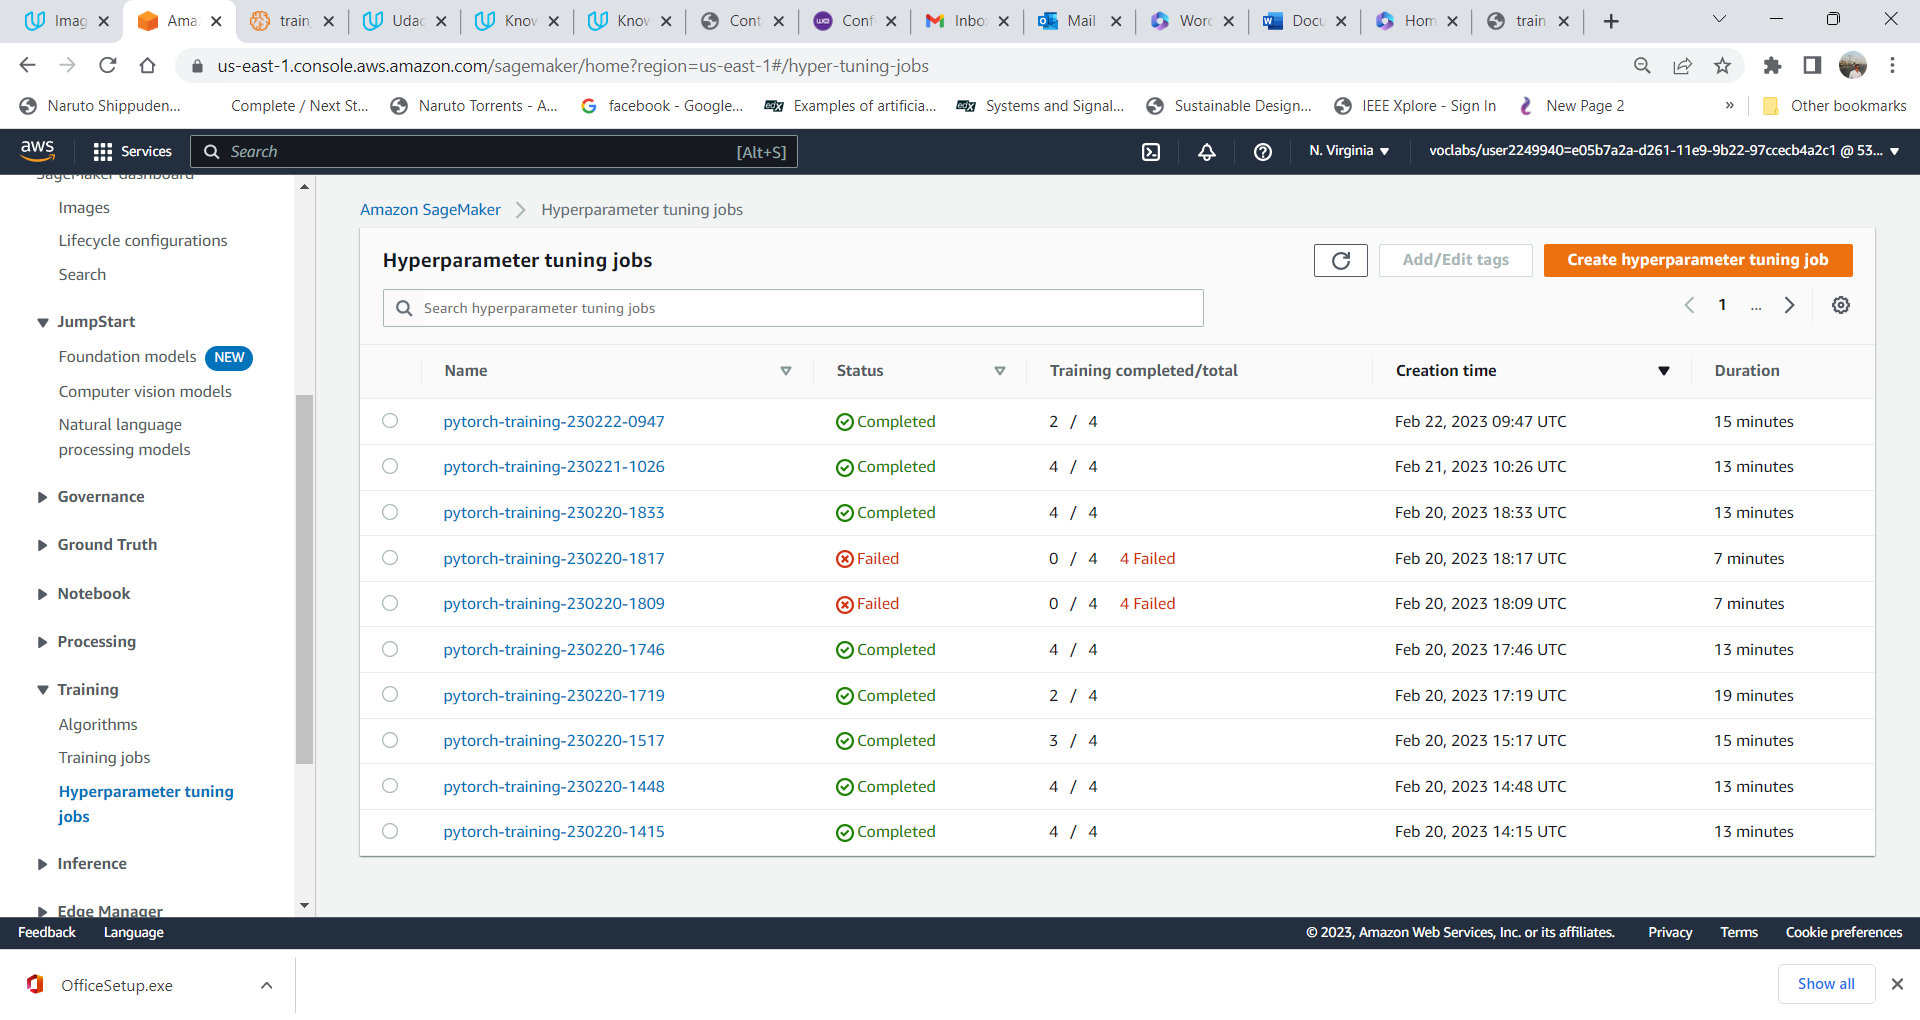 Imag
Amaz
train
Udac
Know
Know
Cont
Conf
Inbo
Mail
Worc
Docu
Hom
train
us-east-1.console.aws.amazon.com/sagemaker/home?region=us-east-1#/hyper-tuning-jobs
Naruto Shippuden...
Complete / Next St...
Naruto Torrents - A...
facebook - Google...
edX Examples of artificia...
edX Systems and Signal...
Sustainable Design...
IEEE Xplore - Sign In
New Page 2
»
Other bookmarks
aws
Services
Search
[Alt+S]
N. Virginia
voclabs/user2249940=e05b7a2a-d261-11e9-9b22-97ccecb4a2c1 @ 53...
SageMaker dashboard
Images
Lifecycle configurations
Search
JumpStart
Foundation models NEW
Computer vision models
Natural language
processing models
Governance
Ground Truth
Notebook
Processing
Training
Algorithms
Training jobs
Hyperparameter tuning
jobs
Inference
Edge Manager
Amazon SageMaker > Hyperparameter tuning jobs
Hyperparameter tuning jobs
Add/Edit tags
Create hyperparameter tuning job
Search hyperparameter tuning jobs
1 ...
Name Status Training completed/total Creation time Duration
pytorch-training-230222-0947 Completed 2 / 4 Feb 22, 2023 09:47 UTC 15 minutes
pytorch-training-230221-1026 Completed 4 / 4 Feb 21, 2023 10:26 UTC 13 minutes
pytorch-training-230220-1833 Completed 4 / 4 Feb 20, 2023 18:33 UTC 13 minutes
pytorch-training-230220-1817 Failed 0 / 4 4 Failed Feb 20, 2023 18:17 UTC 7 minutes
pytorch-training-230220-1809 Failed 0 / 4 4 Failed Feb 20, 2023 18:09 UTC 7 minutes
pytorch-training-230220-1746 Completed 4 / 4 Feb 20, 2023 17:46 UTC 13 minutes
pytorch-training-230220-1719 Completed 2 / 4 Feb 20, 2023 17:19 UTC 19 minutes
pytorch-training-230220-1517 Completed 3 / 4 Feb 20, 2023 15:17 UTC 15 minutes
pytorch-training-230220-1448 Completed 4 / 4 Feb 20, 2023 14:48 UTC 13 minutes
pytorch-training-230220-1415 Completed 4 / 4 Feb 20, 2023 14:15 UTC 13 minutes
Feedback
Language
© 2023, Amazon Web Services, Inc. or its affiliates.
Privacy
Terms
Cookie preferences
OfficeSetup.exe
Show all